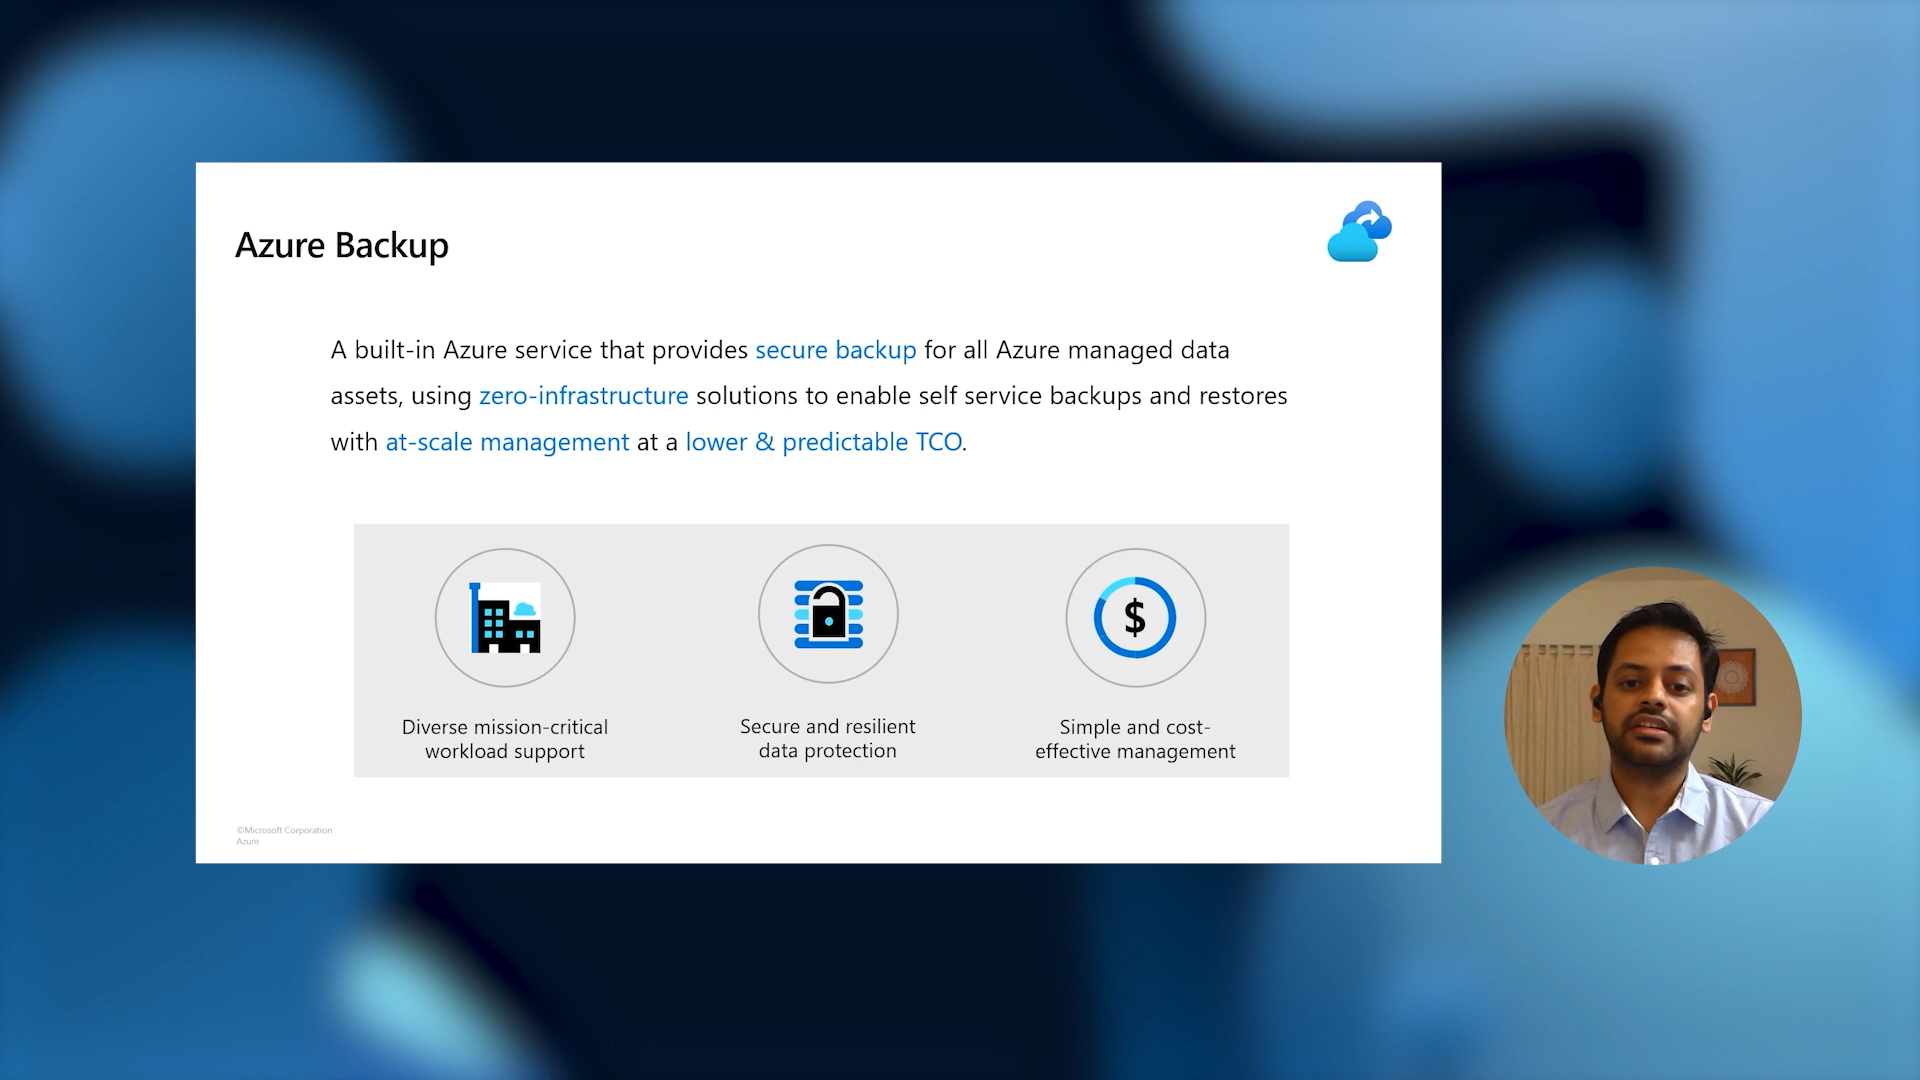 Azure Backup
A built-in Azure service that provides secure backup for all Azure managed data
assets, using zero-infrastructure solutions to enable self service backups and restores
with at-scale management at a lower & predictable TCO.
$
Diverse mission-critical
workload support
Secure and resilient
data protection
Simple and cost-
effective management
©Microsoft Corporation
Azure